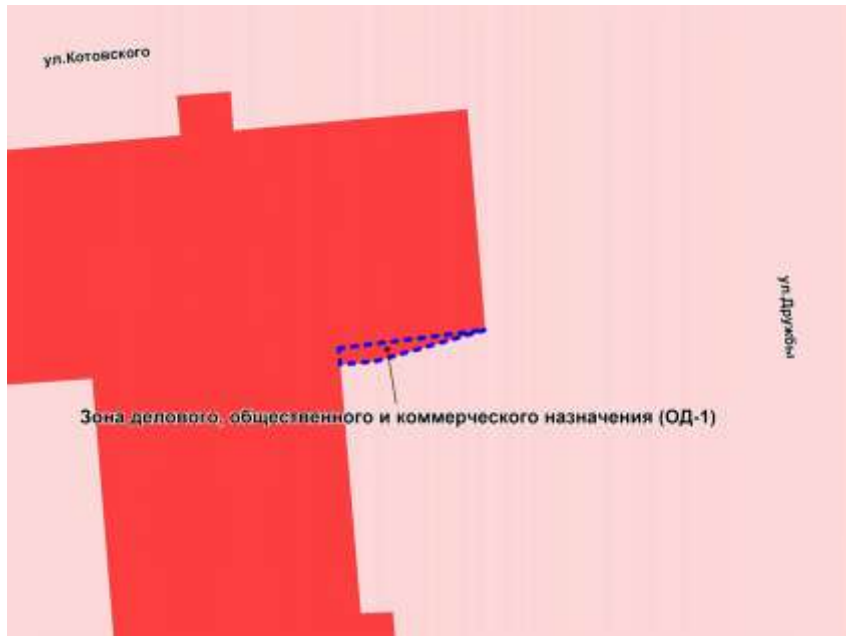 ул.Котовского
ул.Дружбы
Зона делового, общественного и коммерческого назначения (ОД-1)